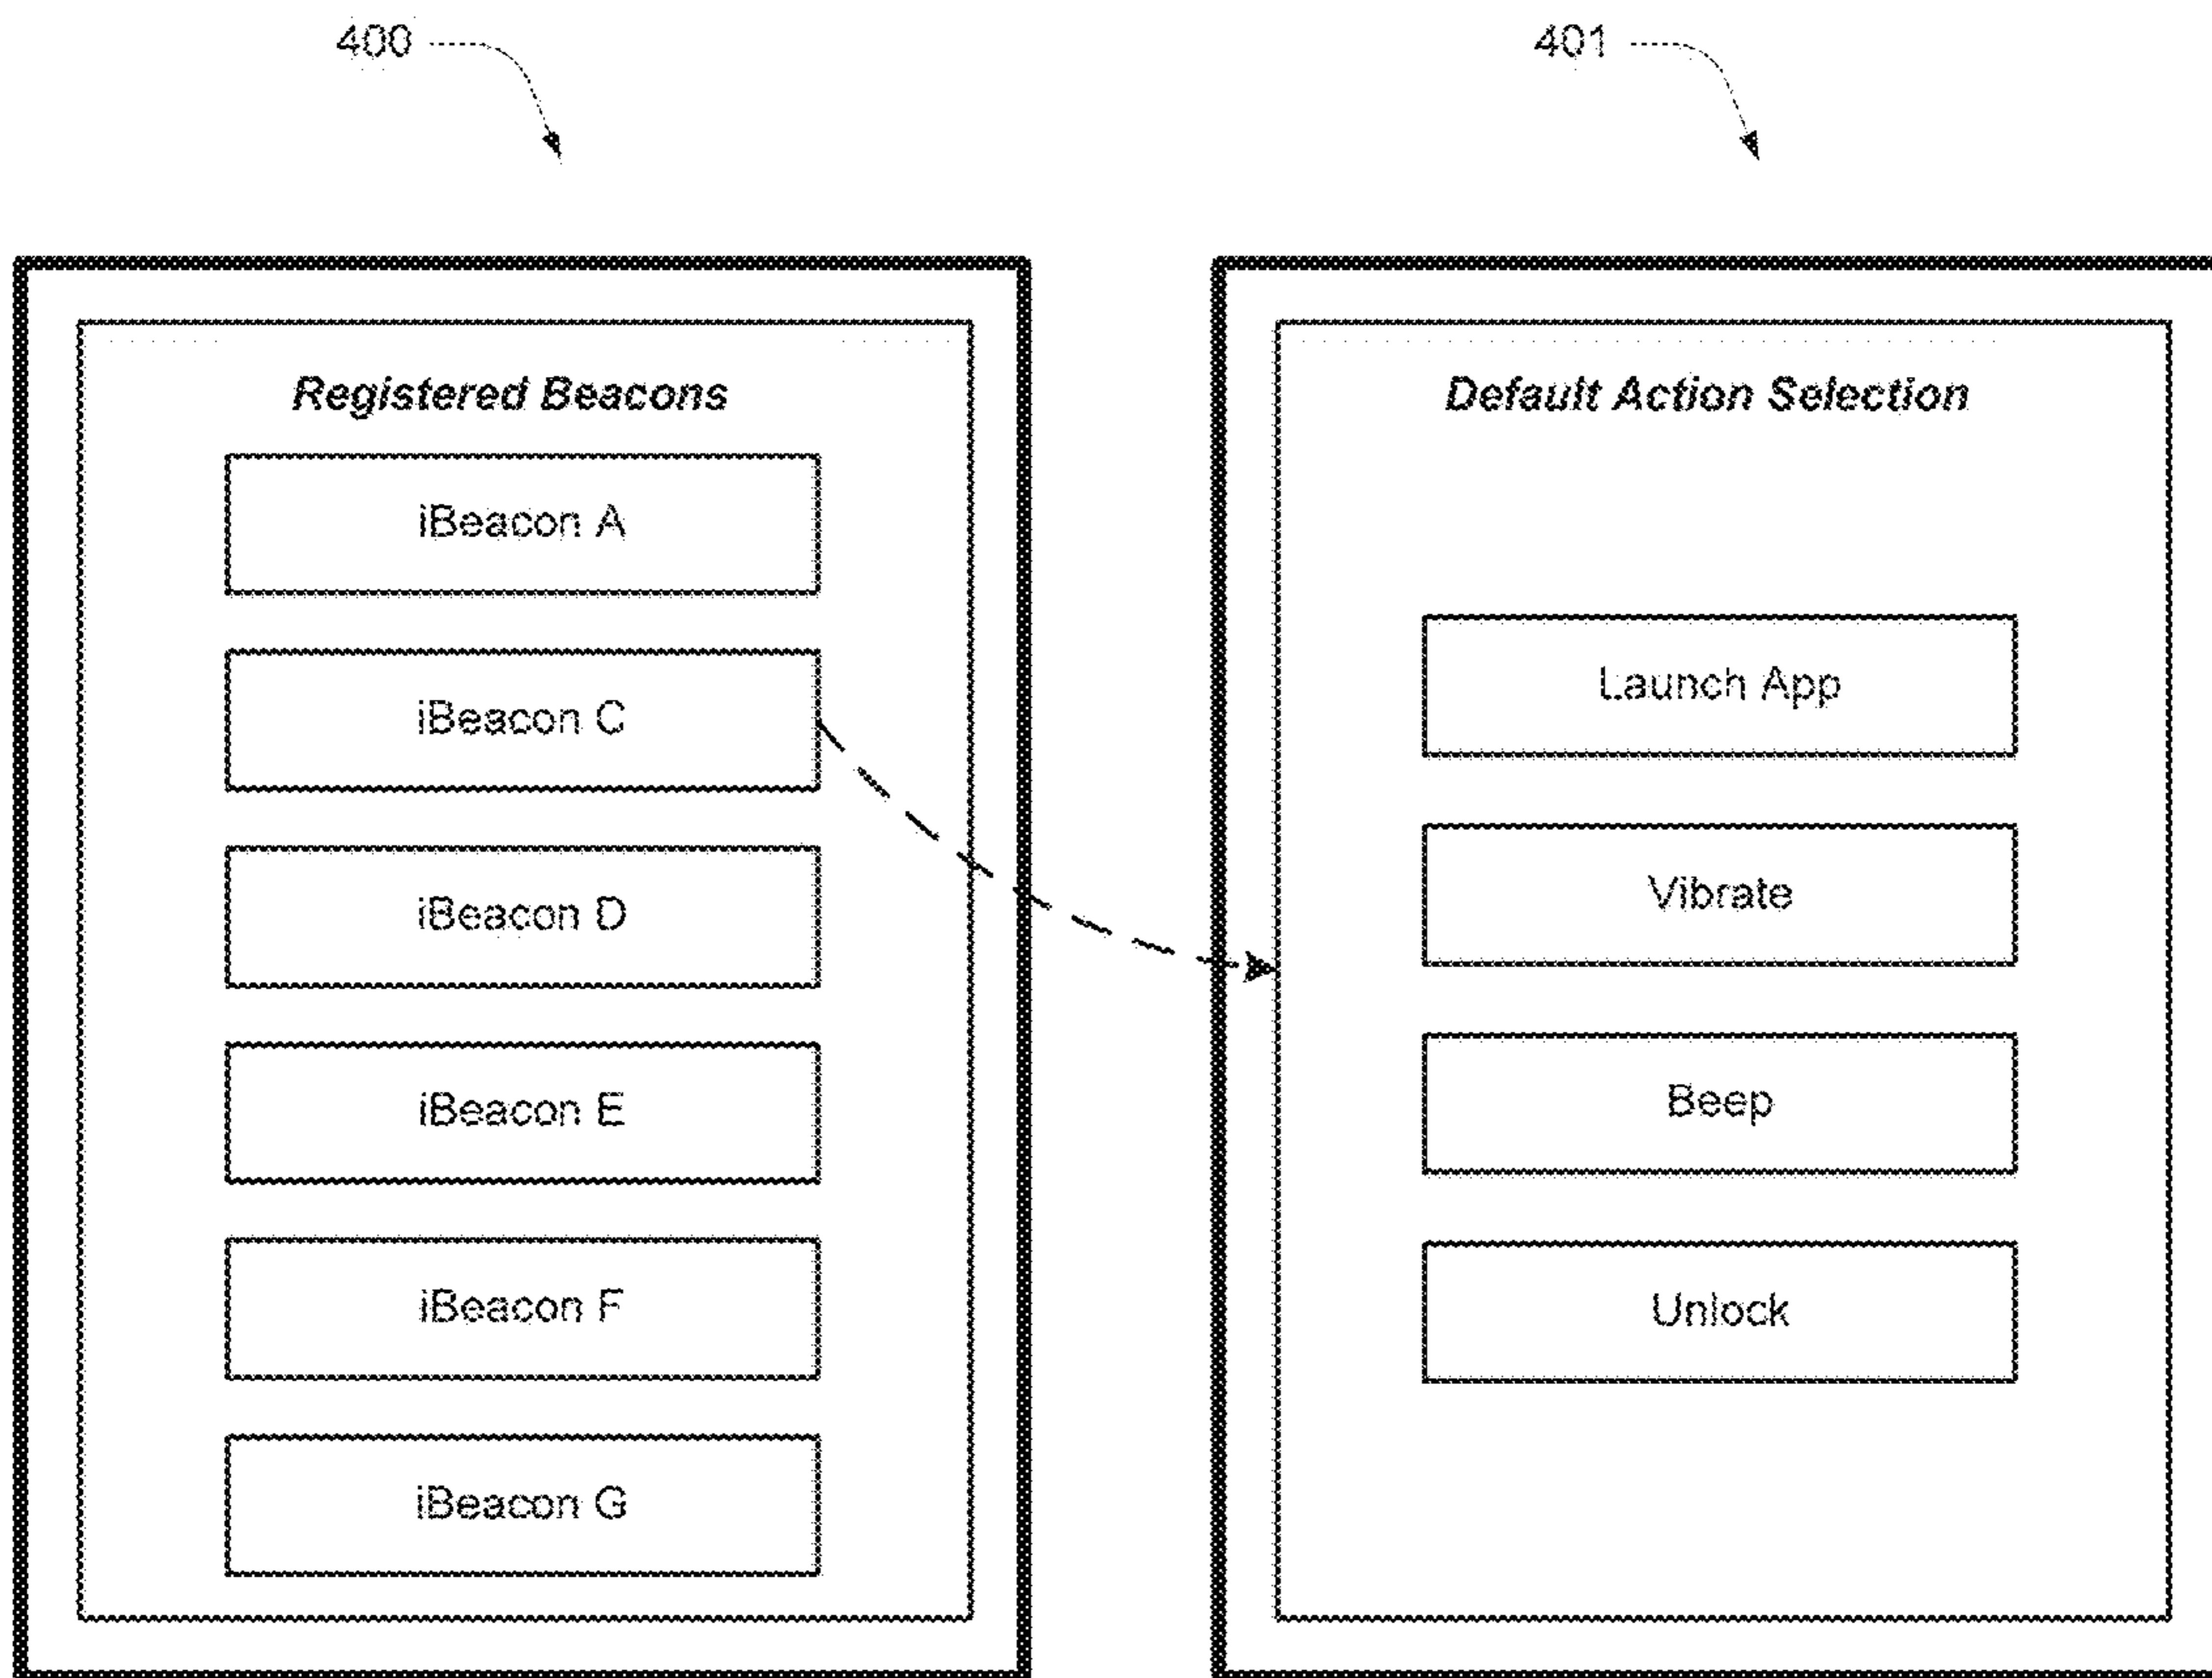 400
401
Registered Beacons
iBeacon A
iBeacon C
iBeacon D
iBeacon E
iBeacon F
iBeacon G
Default Action Selection
Launch App
Vibrate
Beep
Unlock